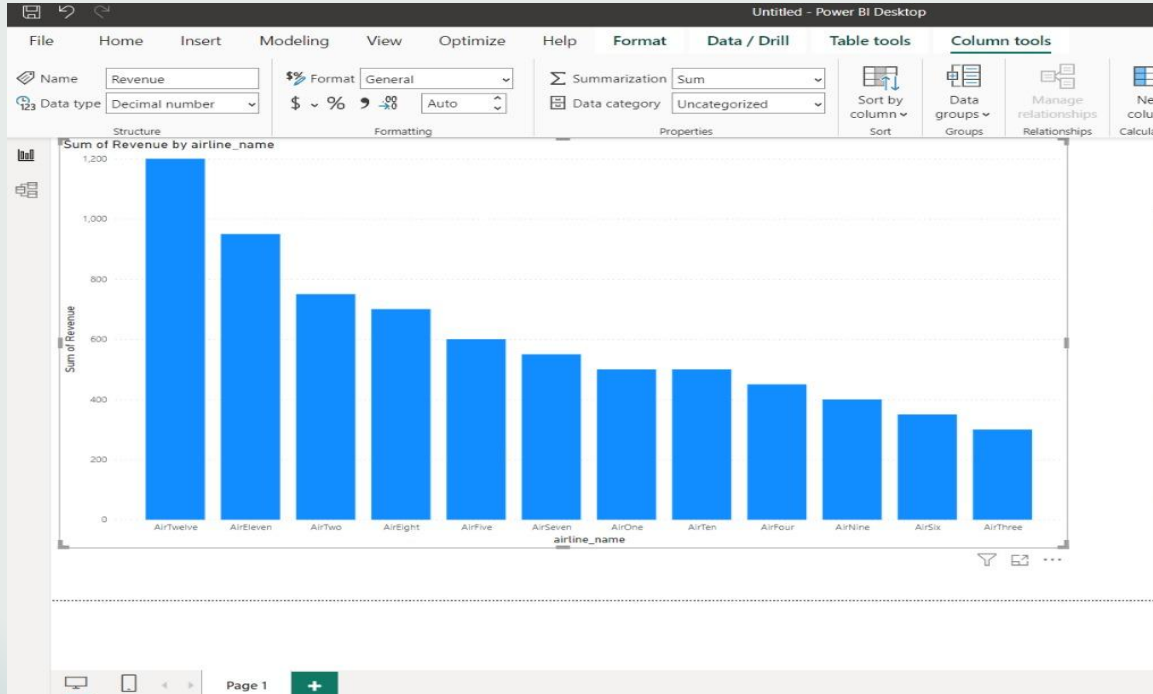 Untitled - Power BI Desktop
File Home Insert Modeling View Optimize Help Format Data / Drill Table tools Column tools
Name Revenue $% Format General Summarization Sum
Data type Decimal number $ % Auto Data category Uncategorized
Sort by column
Data groups
Manage relationships
Structure Formatting Properties Sort Groups Relationships
Sum of Revenue by airline_name
1,200
1,000
800
600
400
200
0
Sum of Revenue
AirTwelve AirEleven AirTwo AirEight AirFive AirSeven AirOne AirTen AirFour AirNine AirSix AirThree
airline_name
Page 1